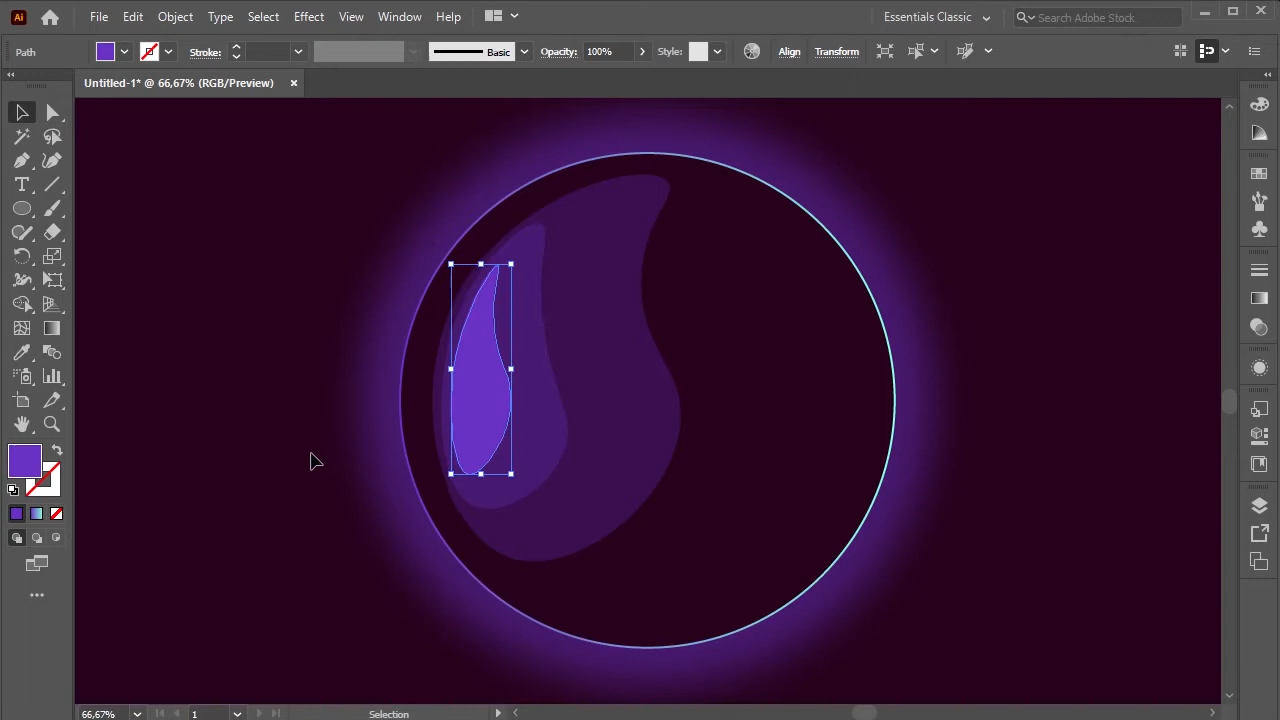 Ai File Edit Object Type Select Effect View Window Help Essentials Classic Search Adobe Stock
Path Stroke: Basic Opacity: 100% Style: Align Transform
Untitled-1* @ 66,67% (RGB/Preview) ×
66,67% 1 Selection